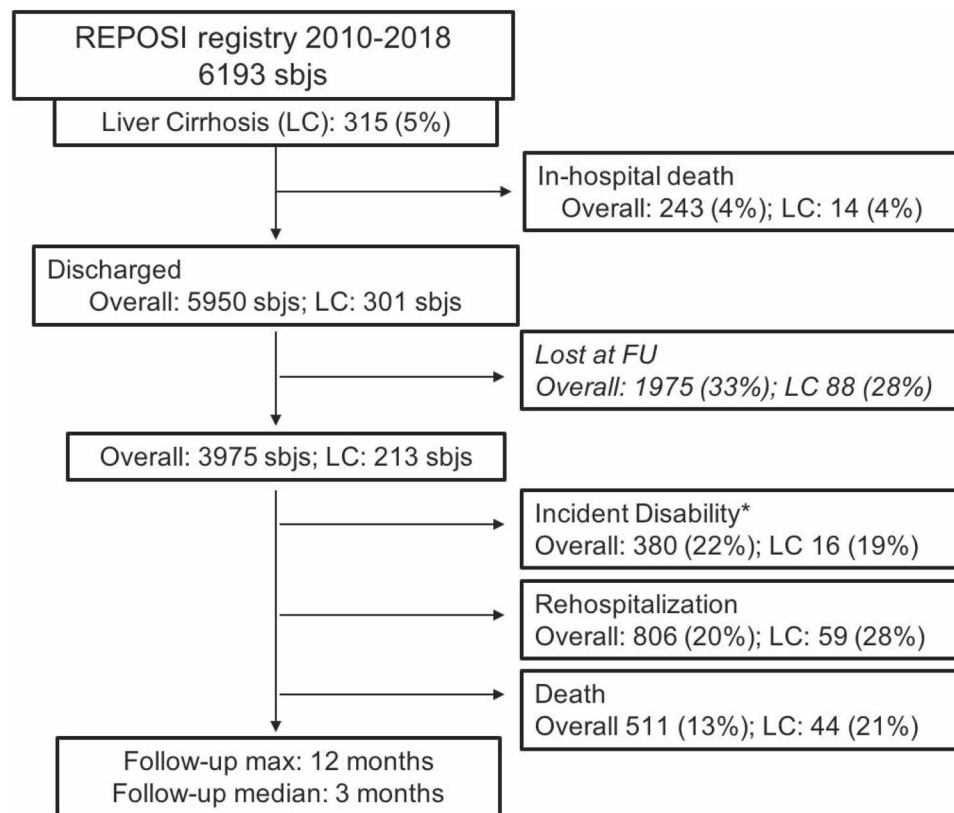 REPOSI registry 2010-2018
6193 sbjs
Liver Cirrhosis (LC): 315 (5%)
In-hospital death
Overall: 243 (4%); LC: 14 (4%)
Discharged
Overall: 5950 sbjs; LC: 301 sbjs
Lost at FU
Overall: 1975 (33%); LC 88 (28%)
Overall: 3975 sbjs; LC: 213 sbjs
Incident Disability*
Overall: 380 (22%); LC 16 (19%)
Rehospitalization
Overall: 806 (20%); LC: 59 (28%)
Death
Overall 511 (13%); LC: 44 (21%)
Follow-up max: 12 months
Follow-up median: 3 months